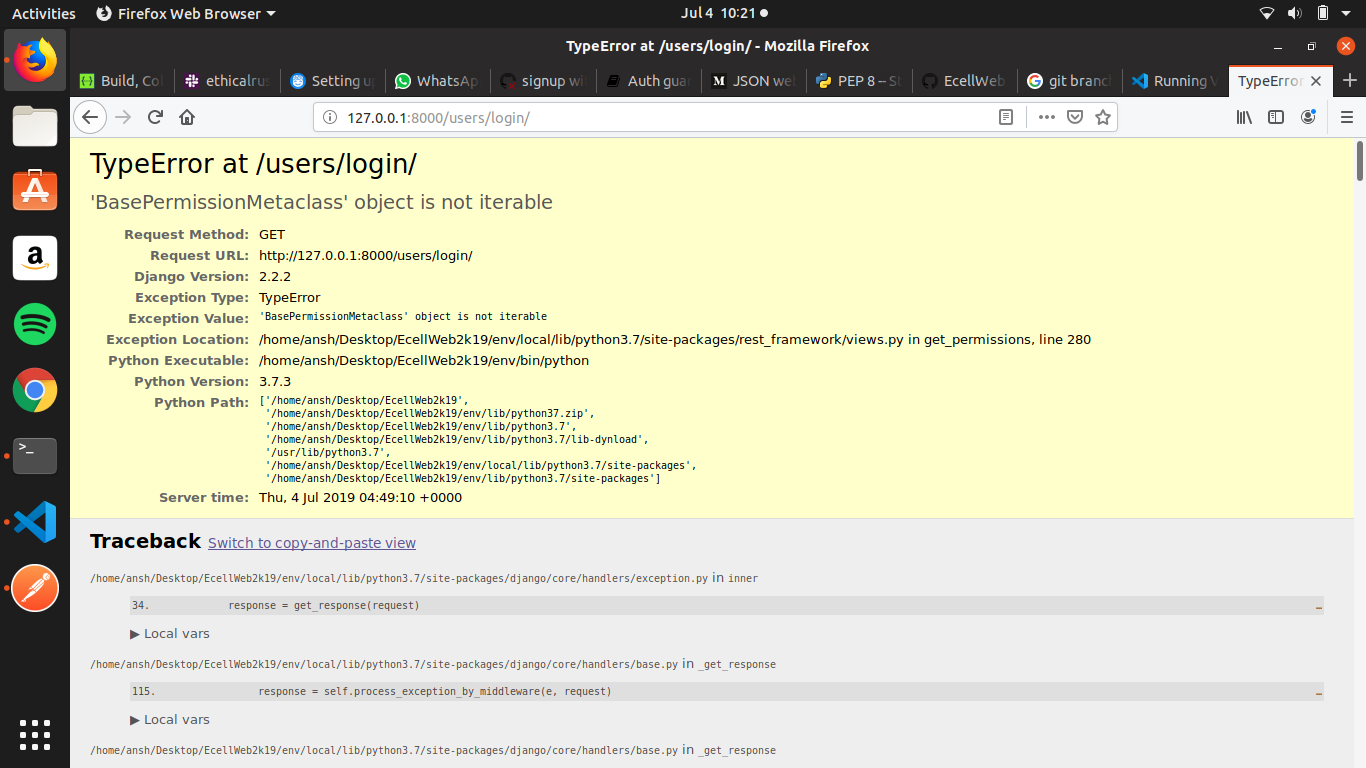 Activities Firefox Web Browser Jul 4 10:21
TypeError at /users/login/ - Mozilla Firefox
Build, Co ethicalrus Setting u WhatsAp signup wi Auth gua JSON we PEP 8 -- S EcellWeb git branc Running V TypeError
127.0.0.1:8000/users/login/
TypeError at /users/login/
'BasePermissionMetaclass' object is not iterable
Request Method: GET
Request URL: http://127.0.0.1:8000/users/login/
Django Version: 2.2.2
Exception Type: TypeError
Exception Value: 'BasePermissionMetaclass' object is not iterable
Exception Location: /home/ansh/Desktop/EcellWeb2k19/env/local/lib/python3.7/site-packages/rest_framework/views.py in get_permissions, line 280
Python Executable: /home/ansh/Desktop/EcellWeb2k19/env/bin/python
Python Version: 3.7.3
Python Path: ['/home/ansh/Desktop/EcellWeb2k19',
'/home/ansh/Desktop/EcellWeb2k19/env/lib/python37.zip',
'/home/ansh/Desktop/EcellWeb2k19/env/lib/python3.7',
'/home/ansh/Desktop/EcellWeb2k19/env/lib/python3.7/lib-dynload',
'/usr/lib/python3.7',
'/home/ansh/Desktop/EcellWeb2k19/env/local/lib/python3.7/site-packages',
'/home/ansh/Desktop/EcellWeb2k19/env/lib/python3.7/site-packages']
Server time: Thu, 4 Jul 2019 04:49:10 +0000
Traceback Switch to copy-and-paste view
/home/ansh/Desktop/EcellWeb2k19/env/local/lib/python3.7/site-packages/django/core/handlers/exception.py in inner
34. response = get_response(request) …
▶ Local vars
/home/ansh/Desktop/EcellWeb2k19/env/local/lib/python3.7/site-packages/django/core/handlers/base.py in _get_response
115. response = self.process_exception_by_middleware(e, request) …
▶ Local vars
/home/ansh/Desktop/EcellWeb2k19/env/local/lib/python3.7/site-packages/django/core/handlers/base.py in _get_response